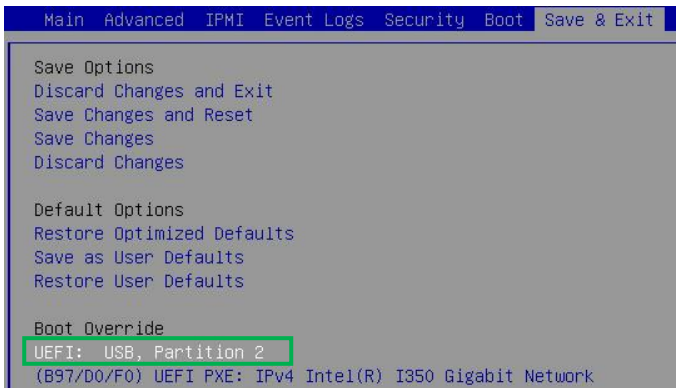 Main Advanced IPMI Event Logs Security Boot Save & Exit
Save Options
Discard Changes and Exit
Save Changes and Reset
Save Changes
Discard Changes
Default Options
Restore Optimized Defaults
Save as User Defaults
Restore User Defaults
Boot Override
UEFI: USB, Partition 2
(B97/D0/F0) UEFI PXE: IPv4 Intel(R) I350 Gigabit Network